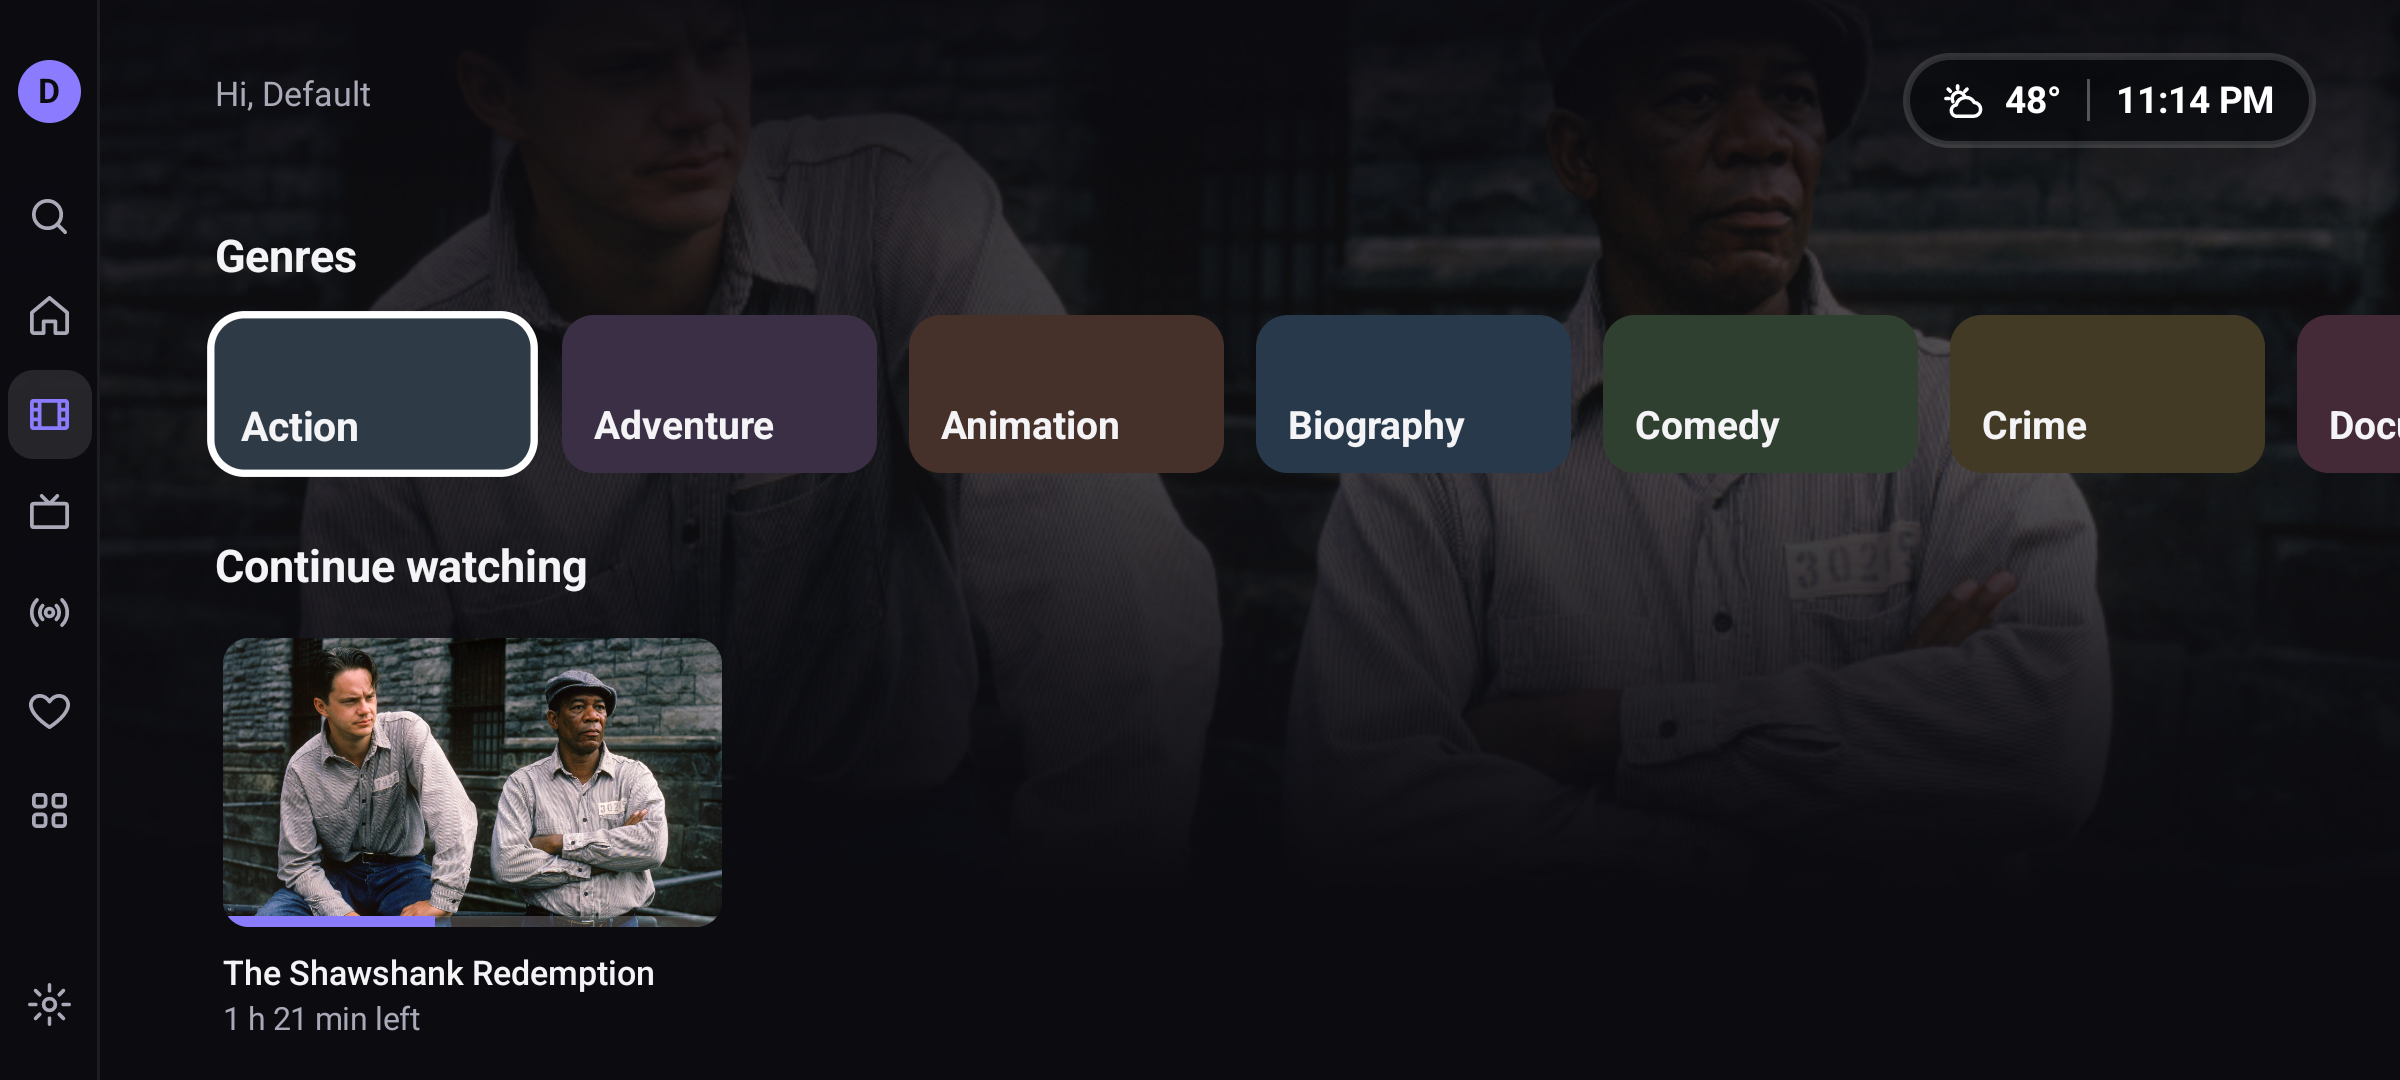 D
Hi, Default
48° 11:14 PM
Genres
Action
Adventure
Animation
Biography
Comedy
Crime
Continue watching
The Shawshank Redemption
1 h 21 min left